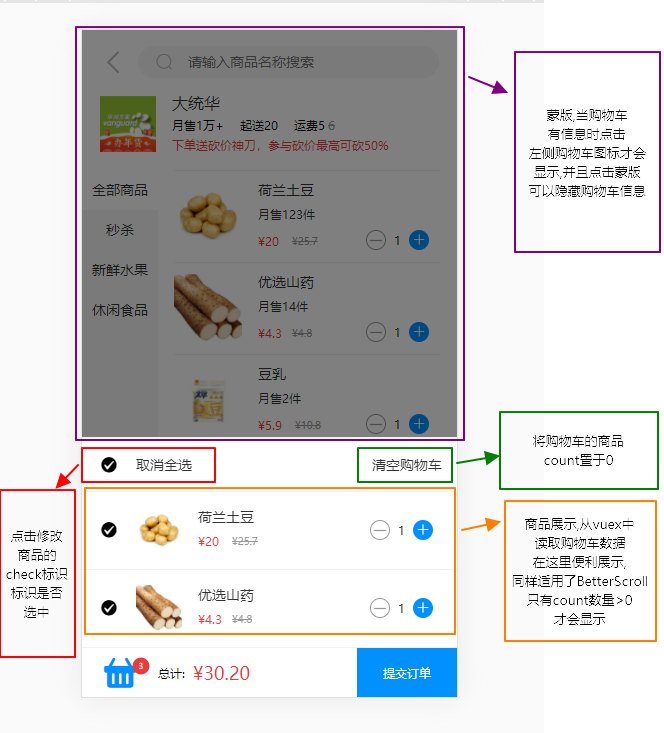 请输入商品名称搜索
vanguard
办年货
大统华
月售1万+ 起送20 运费5 6
下单送砍价神刀，参与砍价最高可砍50%
全部商品
秒杀
新鲜水果
休闲食品
荷兰土豆
月售123件
¥20 ¥25.7
1
优选山药
月售14件
¥4.3 ¥4.8
1
豆乳
月售2件
¥5.9 ¥10.8
1
蒙版,当购物车
有信息时点击
左侧购物车图标才会
显示,并且点击蒙版
可以隐藏购物车信息
取消全选
清空购物车
将购物车的商品
count置于0
点击修改
商品的
check标识
标识是否
选中
荷兰土豆
¥20 ¥25.7
1
优选山药
¥4.3 ¥4.8
1
商品展示,从vuex中
读取购物车数据
在这里便利展示,
同样适用了BetterScroll
只有count数量>0
才会显示
3
总计: ¥30.20
提交订单